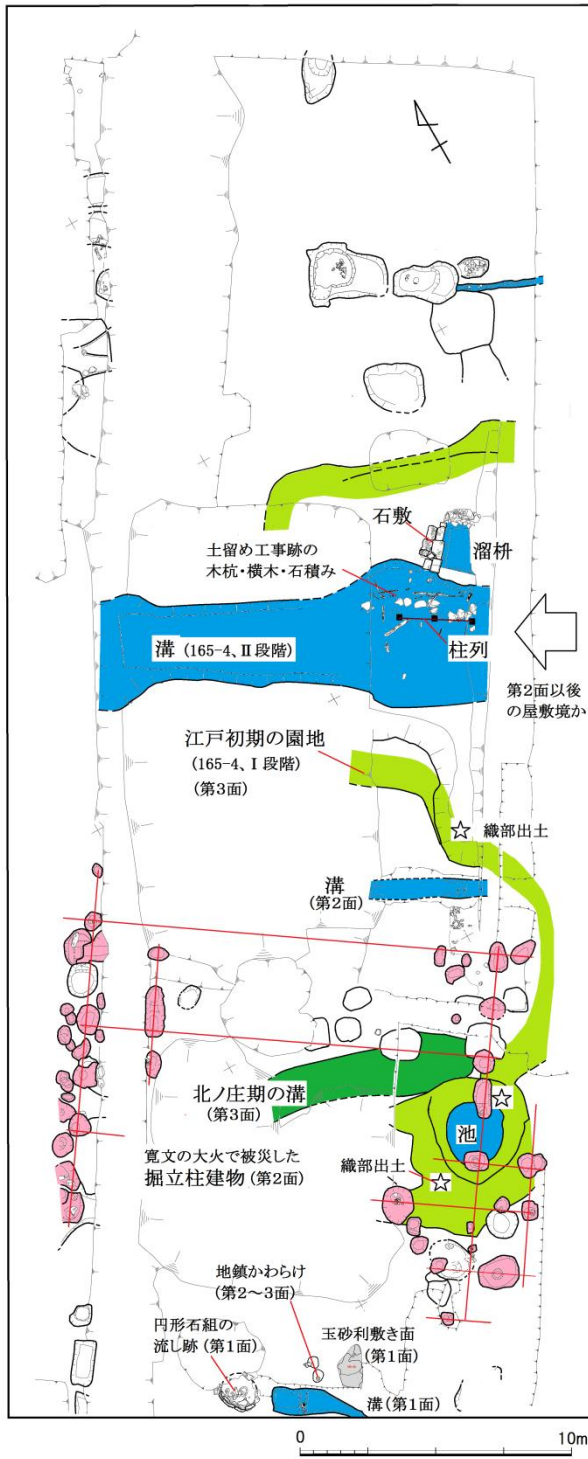 石敷
土留め工事跡の
木杭・横木・石積み
溜枡
溝 (165-4、Ⅱ段階)
柱列
第2面以後
の屋敷境か
江戸初期の園地
(165-4、Ⅰ段階)
(第3面)
織部出土
溝
(第2面)
北ノ庄期の溝
(第3面)
池
寛文の大火で被災した
掘立柱建物 (第2面)
織部出土
地鎮かわらけ
(第2～3面)
円形石組の
流し跡 (第1面)
玉砂利敷き面
(第1面)
溝 (第1面)
0 10m